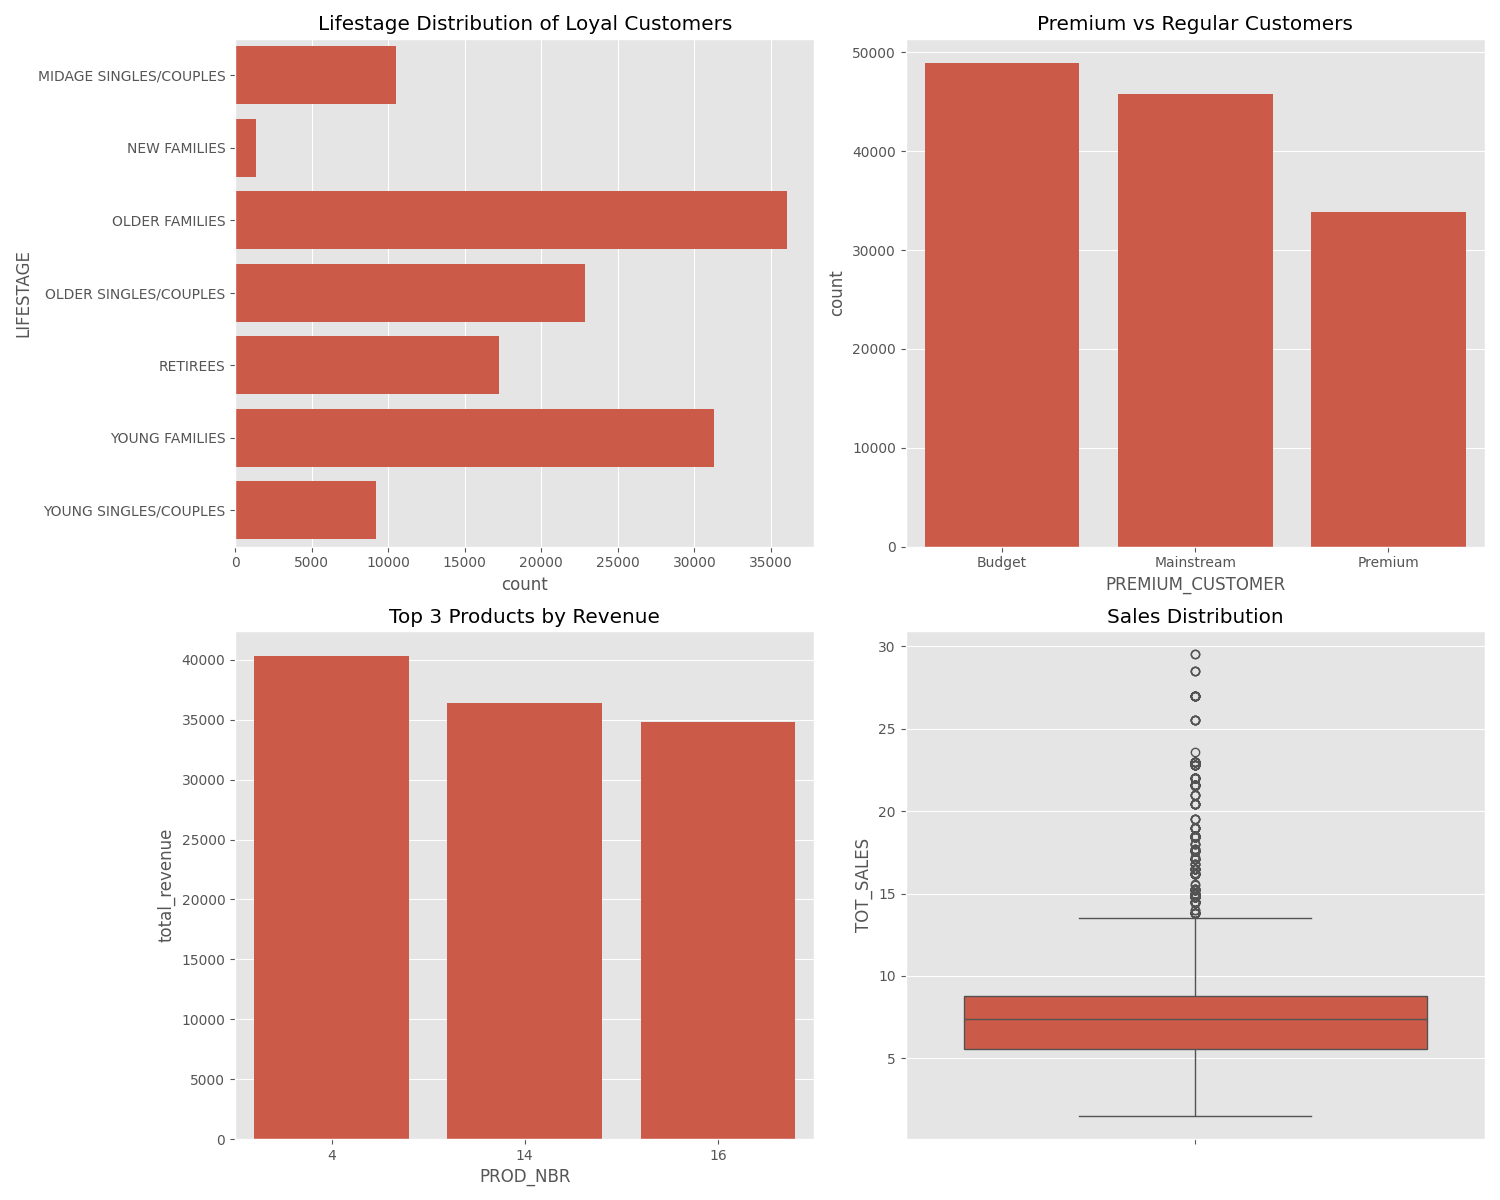 Lifestage Distribution of Loyal Customers
LIFESTAGE
MIDAGE SINGLES/COUPLES
NEW FAMILIES
OLDER FAMILIES
OLDER SINGLES/COUPLES
RETIREES
YOUNG FAMILIES
YOUNG SINGLES/COUPLES
0 5000 10000 15000 20000 25000 30000 35000
count
Premium vs Regular Customers
count
50000
40000
30000
20000
10000
0
Budget Mainstream Premium
PREMIUM_CUSTOMER
Top 3 Products by Revenue
total_revenue
40000
35000
30000
25000
20000
15000
10000
5000
0
4 14 16
PROD_NBR
Sales Distribution
TOT_SALES
30
25
20
15
10
5